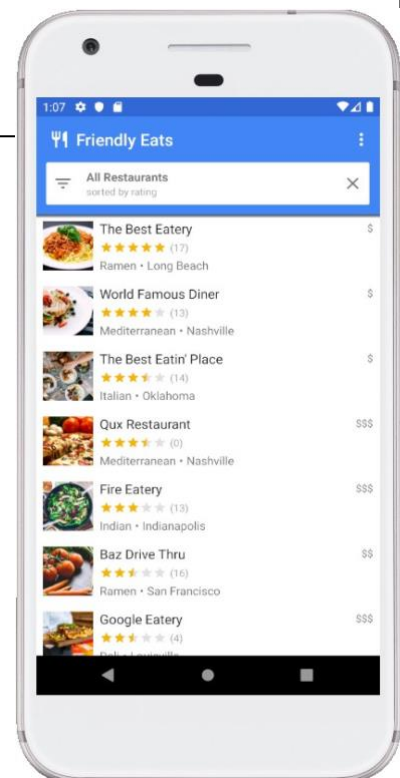 1:07
Friendly Eats
All Restaurants
sorted by rating
The Best Eatery $
(17)
Ramen • Long Beach
World Famous Diner $
(13)
Mediterranean • Nashville
The Best Eatin' Place $
(14)
Italian • Oklahoma
Qux Restaurant $$$
(0)
Mediterranean • Nashville
Fire Eatery $$$
(13)
Indian • Indianapolis
Baz Drive Thru $$
(16)
Ramen • San Francisco
Google Eatery $$$
(4)